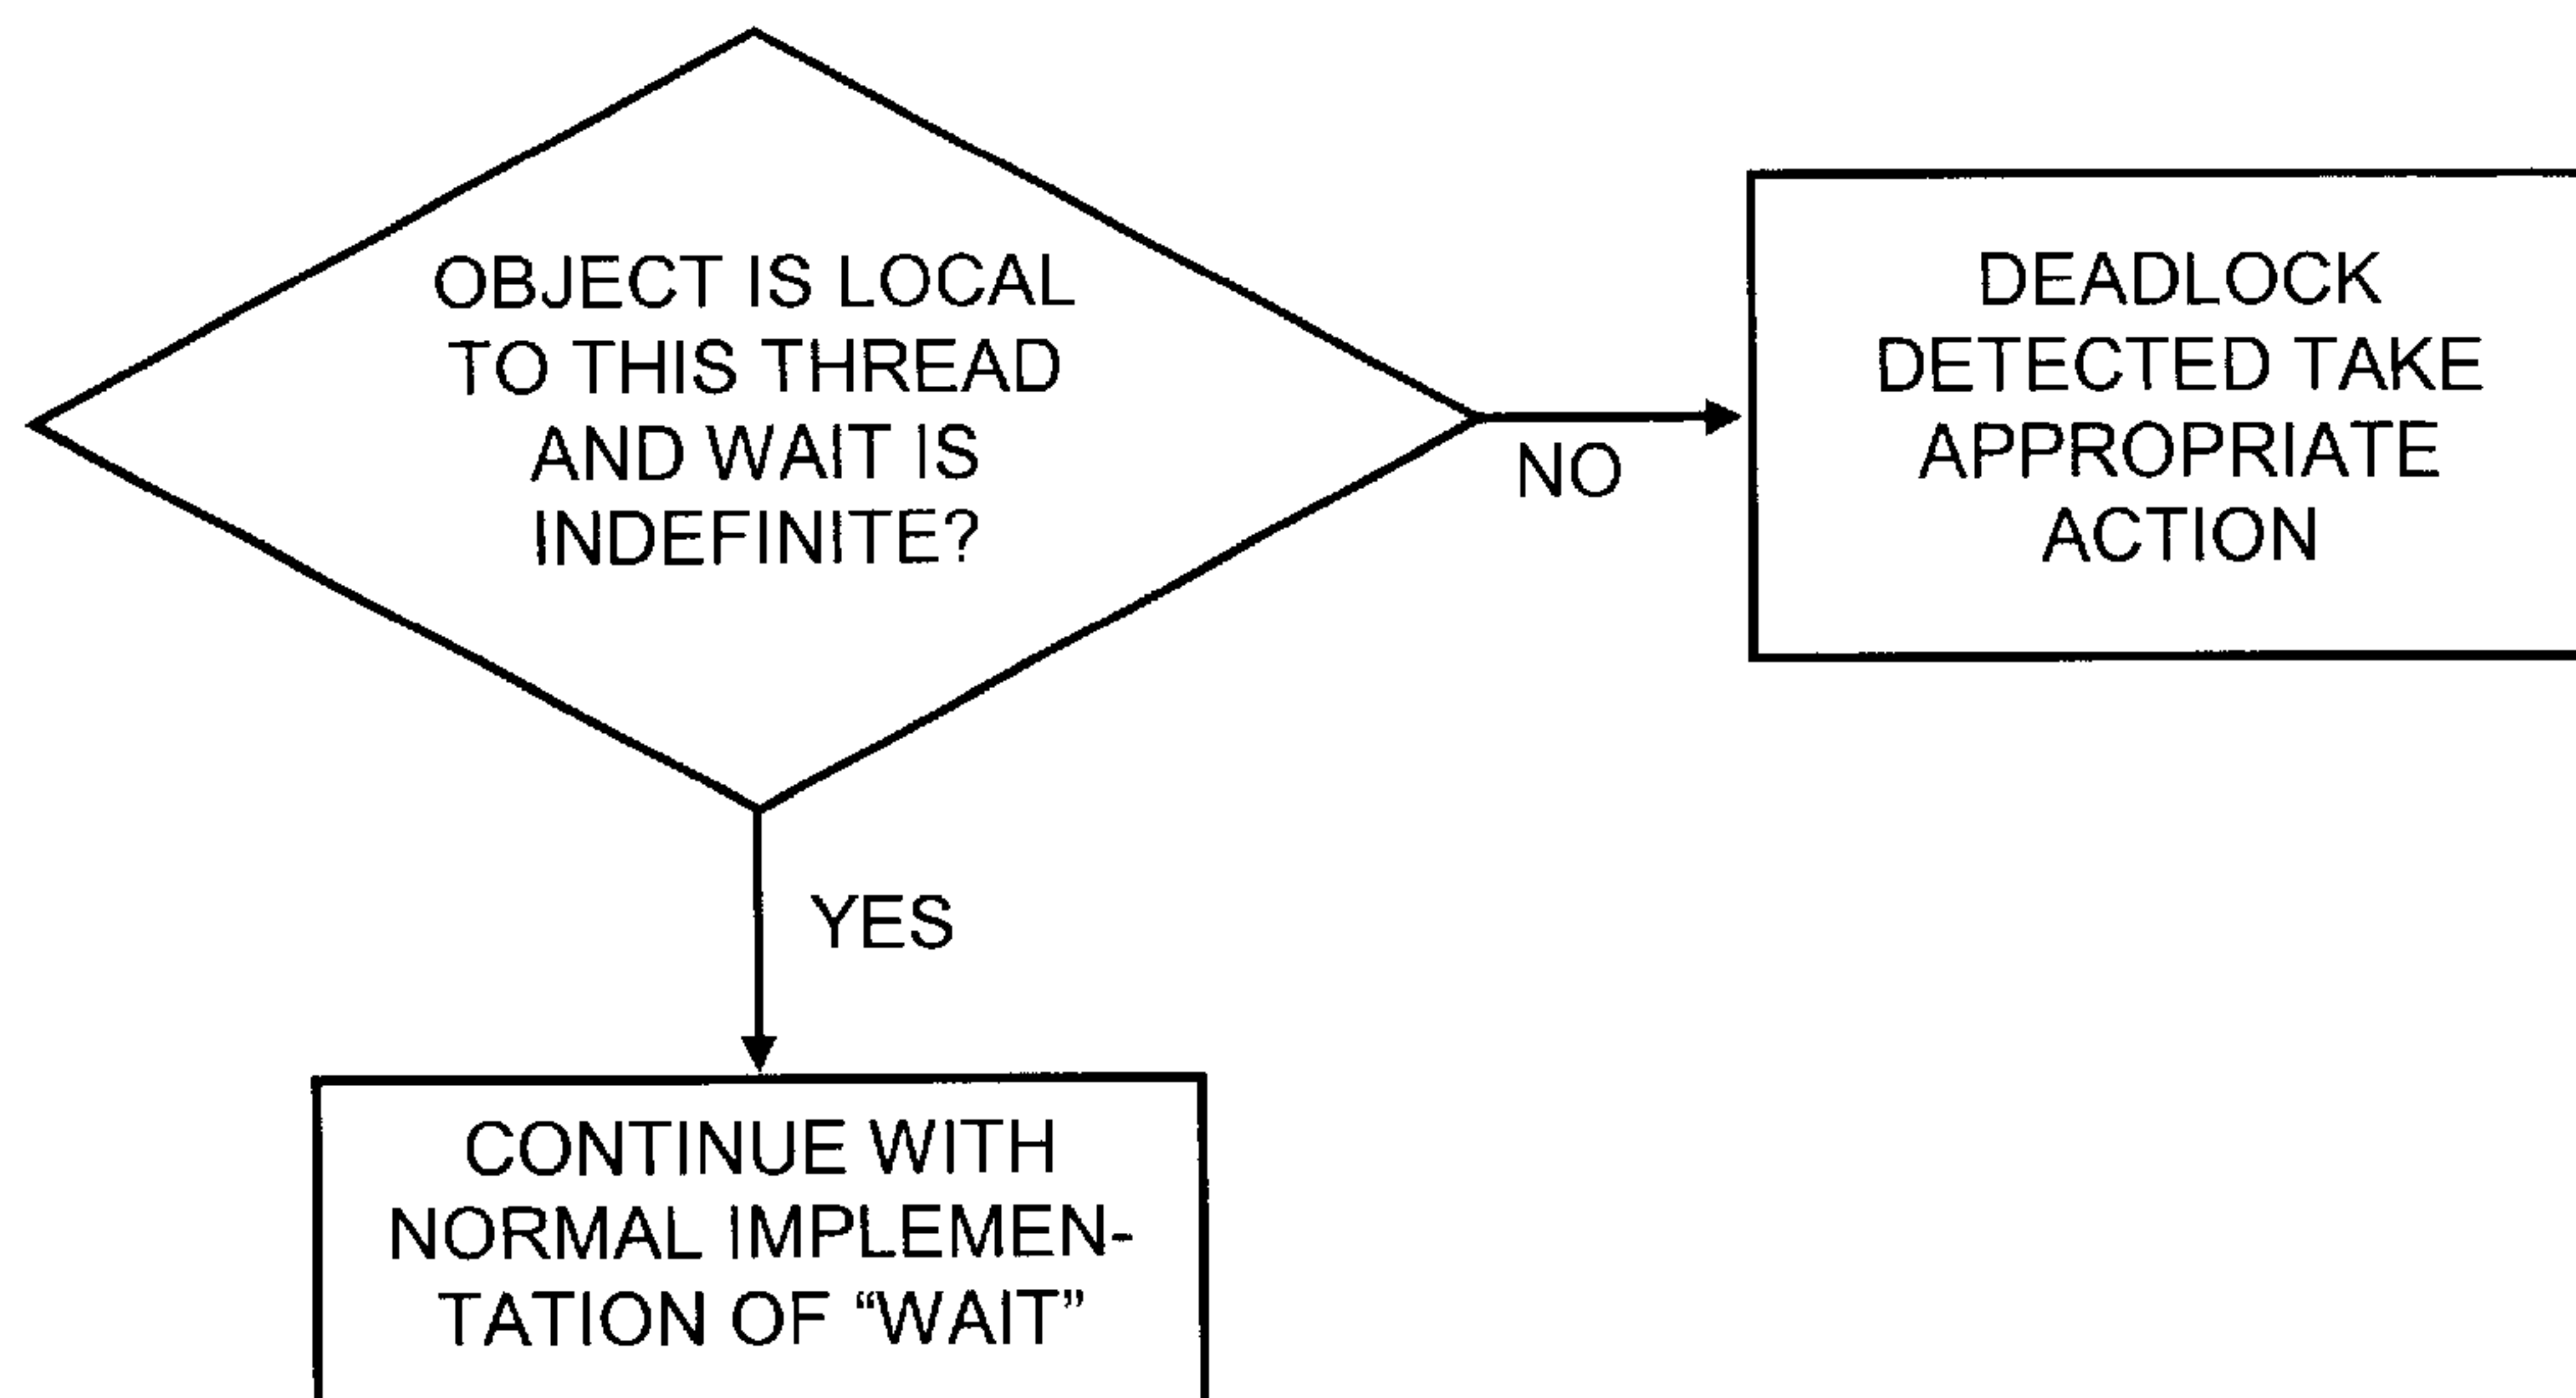 OBJECT IS LOCAL
TO THIS THREAD
AND WAIT IS
INDEFINITE?
NO
DEADLOCK
DETECTED TAKE
APPROPRIATE
ACTION
YES
CONTINUE WITH
NORMAL IMPLEMEN-
TATION OF “WAIT”